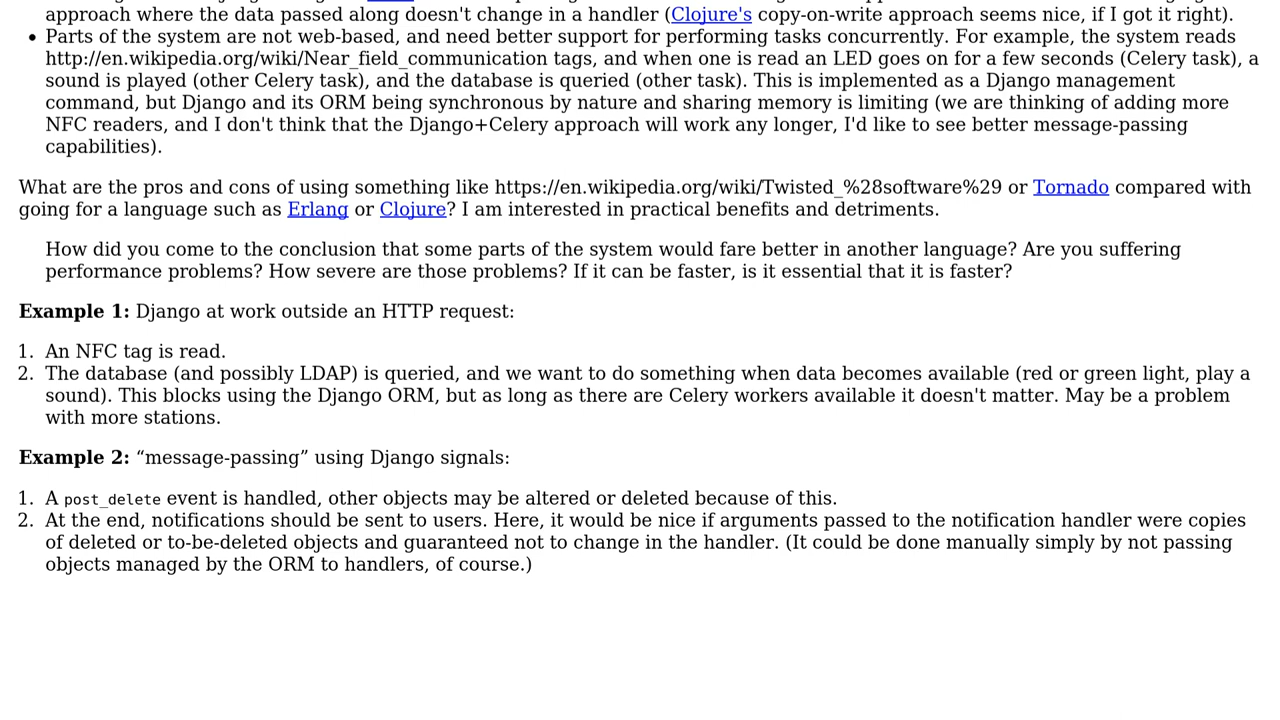 approach where the data passed along doesn't change in a handler (Clojure's copy-on-write approach seems nice, if I got it right).
• Parts of the system are not web-based, and need better support for performing tasks concurrently. For example, the system reads
http://en.wikipedia.org/wiki/Near_field_communication tags, and when one is read an LED goes on for a few seconds (Celery task), a
sound is played (other Celery task), and the database is queried (other task). This is implemented as a Django management
command, but Django and its ORM being synchronous by nature and sharing memory is limiting (we are thinking of adding more
NFC readers, and I don't think that the Django+Celery approach will work any longer, I'd like to see better message-passing
capabilities).
What are the pros and cons of using something like https://en.wikipedia.org/wiki/Twisted_%28software%29 or Tornado compared with
going for a language such as Erlang or Clojure? I am interested in practical benefits and detriments.
How did you come to the conclusion that some parts of the system would fare better in another language? Are you suffering
performance problems? How severe are those problems? If it can be faster, is it essential that it is faster?
Example 1: Django at work outside an HTTP request:
1. An NFC tag is read.
2. The database (and possibly LDAP) is queried, and we want to do something when data becomes available (red or green light, play a
sound). This blocks using the Django ORM, but as long as there are Celery workers available it doesn't matter. May be a problem
with more stations.
Example 2: “message-passing” using Django signals:
1. A post_delete event is handled, other objects may be altered or deleted because of this.
2. At the end, notifications should be sent to users. Here, it would be nice if arguments passed to the notification handler were copies
of deleted or to-be-deleted objects and guaranteed not to change in the handler. (It could be done manually simply by not passing
objects managed by the ORM to handlers, of course.)